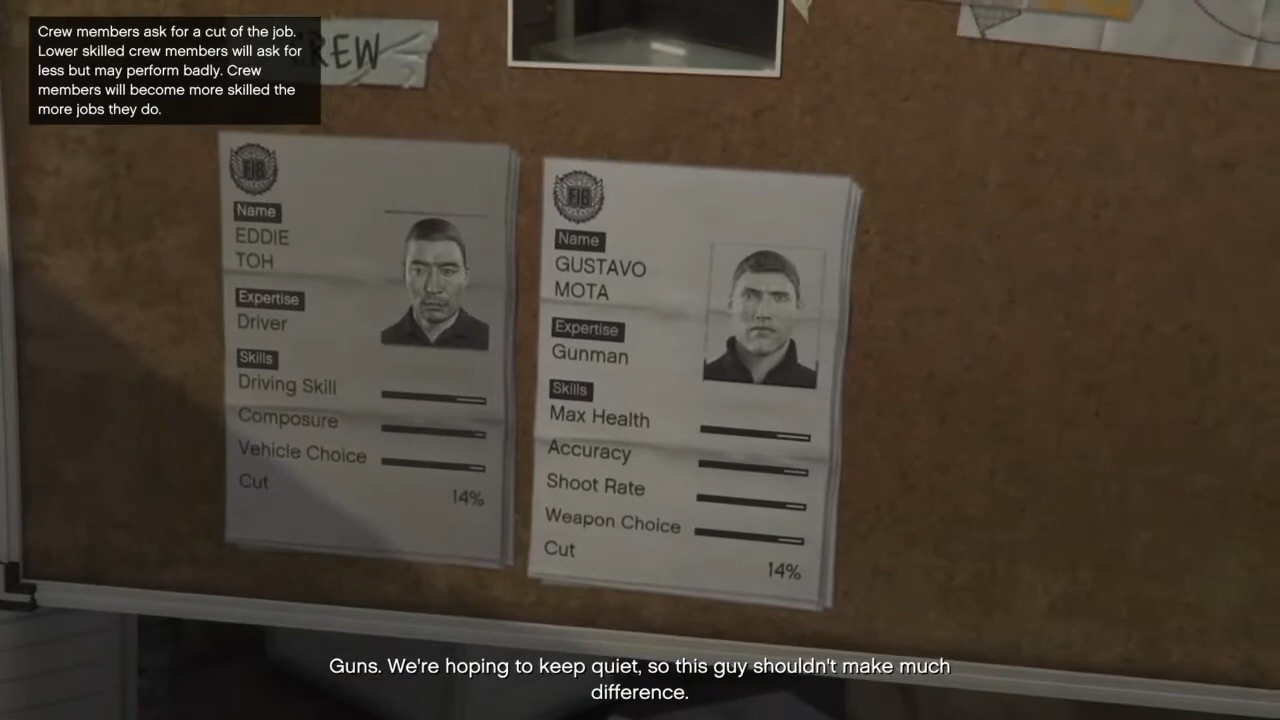 Crew members ask for a cut of the job.
Lower skilled crew members will ask for
less but may perform badly. Crew
members will become more skilled the
more jobs they do.
REW
FIB
Name
EDDIE
TOH
Expertise
Driver
Skills
Driving Skill
Composure
Vehicle Choice
Cut
14%
FIB
Name
GUSTAVO
MOTA
Expertise
Gunman
Skills
Max Health
Accuracy
Shoot Rate
Weapon Choice
Cut
14%
Guns. We're hoping to keep quiet, so this guy shouldn't make much
difference.